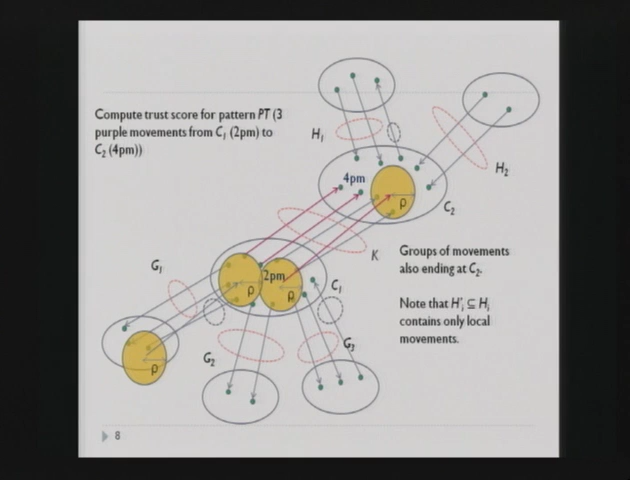 Compute trust score for pattern PT (3
purple movements from C1 (2pm) to
C2 (4pm))
H1
H2
4pm
ρ
C2
K
Groups of movements
also ending at C2.
G1
2pm
ρ
ρ
C1
Note that H'i ⊆ Hi
contains only local
movements.
G2
G3
ρ
8